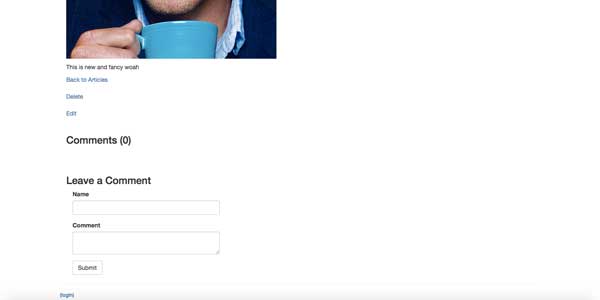 This is new and fancy woah
Back to Articles
Delete
Edit
Comments (0)
Leave a Comment
Name
Comment
Submit
(login)